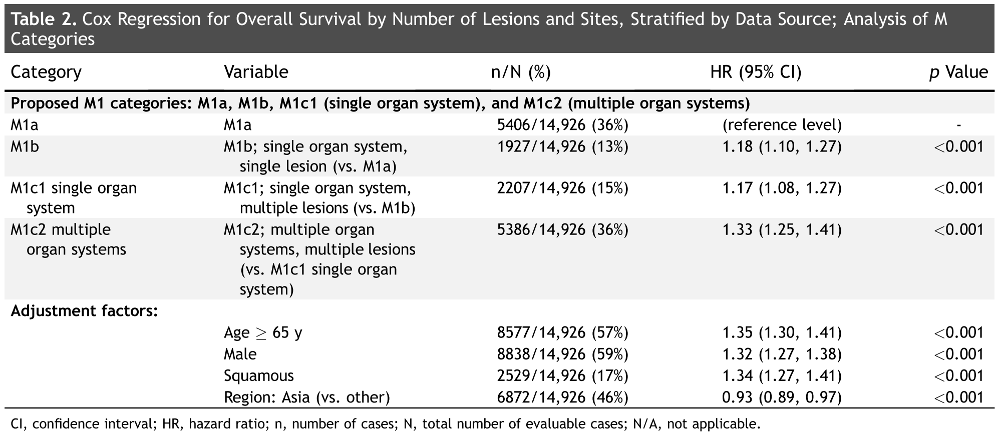 Table 2. Cox Regression for Overall Survival by Number of Lesions and Sites, Stratified by Data Source; Analysis of M
Categories
Category Variable n/N (%) HR (95% CI) p Value
Proposed M1 categories: M1a, M1b, M1c1 (single organ system), and M1c2 (multiple organ systems)
M1a M1a 5406/14,926 (36%) (reference level) -
M1b M1b; single organ system, 1927/14,926 (13%) 1.18 (1.10, 1.27) <0.001
single lesion (vs. M1a)
M1c1 single organ M1c1; single organ system, 2207/14,926 (15%) 1.17 (1.08, 1.27) <0.001
system multiple lesions (vs. M1b)
M1c2 multiple M1c2; multiple organ 5386/14,926 (36%) 1.33 (1.25, 1.41) <0.001
organ systems systems, multiple lesions
(vs. M1c1 single organ
system)
Adjustment factors:
Age ≥ 65 y 8577/14,926 (57%) 1.35 (1.30, 1.41) <0.001
Male 8838/14,926 (59%) 1.32 (1.27, 1.38) <0.001
Squamous 2529/14,926 (17%) 1.34 (1.27, 1.41) <0.001
Region: Asia (vs. other) 6872/14,926 (46%) 0.93 (0.89, 0.97) <0.001
CI, confidence interval; HR, hazard ratio; n, number of cases; N, total number of evaluable cases; N/A, not applicable.